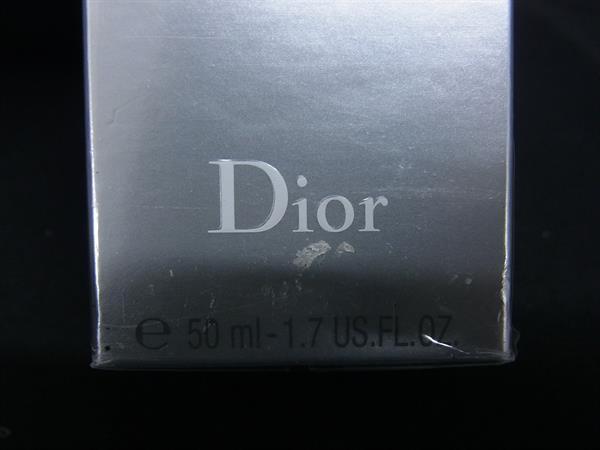 Dior
℮ 50 ml - 1.7 US.FL.OZ.